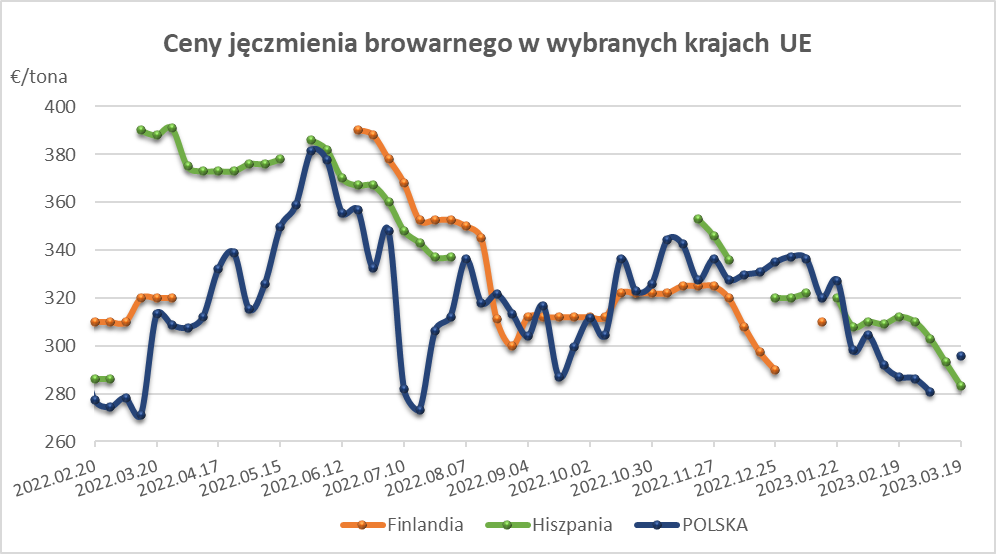 Ceny jęczmienia browarnego w wybranych krajach UE
€/tona
400
380
360
340
320
300
280
260
2022.02.20 2022.03.20 2022.04.17 2022.05.15 2022.06.12 2022.07.10 2022.08.07 2022.09.04 2022.10.02 2022.10.30 2022.11.27 2022.12.25 2023.01.22 2023.02.19 2023.03.19
Finlandia Hiszpania POLSKA